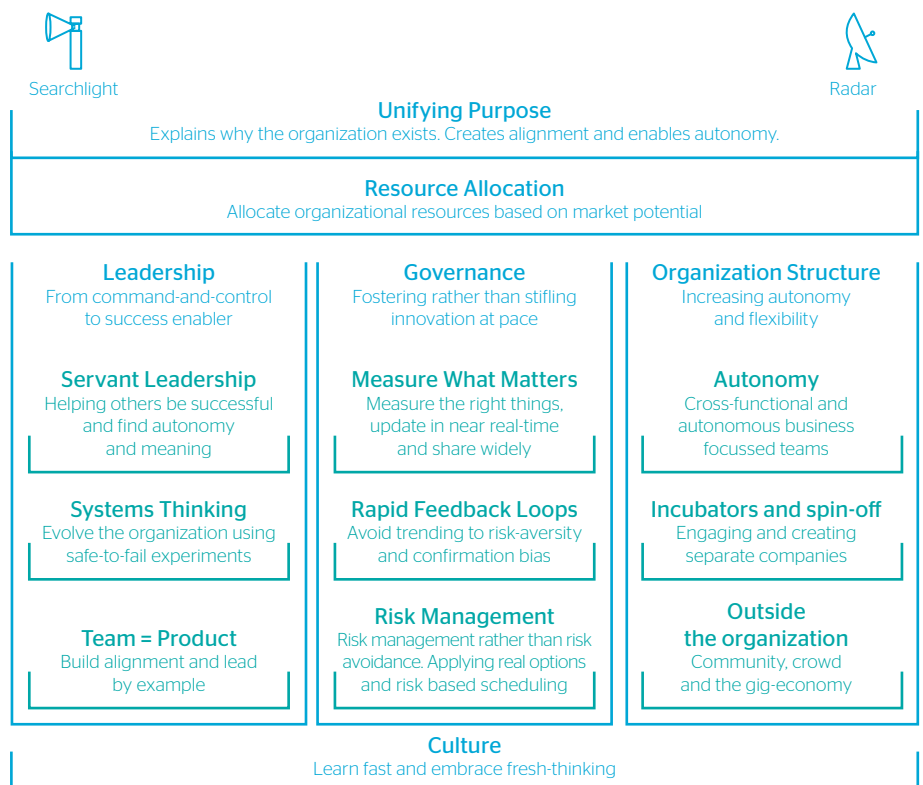 Searchlight
Radar
Unifying Purpose
Explains why the organization exists. Creates alignment and enables autonomy.
Resource Allocation
Allocate organizational resources based on market potential
Leadership
From command-and-control
to success enabler
Servant Leadership
Helping others be successful
and find autonomy
and meaning
Systems Thinking
Evolve the organization using
safe-to-fail experiments
Team = Product
Build alignment and lead
by example
Governance
Fostering rather than stifling
innovation at pace
Measure What Matters
Measure the right things,
update in near real-time
and share widely
Rapid Feedback Loops
Avoid trending to risk-aversity
and confirmation bias
Risk Management
Risk management rather than risk
avoidance. Applying real options
and risk based scheduling
Organization Structure
Increasing autonomy
and flexibility
Autonomy
Cross-functional and
autonomous business
focussed teams
Incubators and spin-off
Engaging and creating
separate companies
Outside
the organization
Community, crowd
and the gig-economy
Culture
Learn fast and embrace fresh-thinking